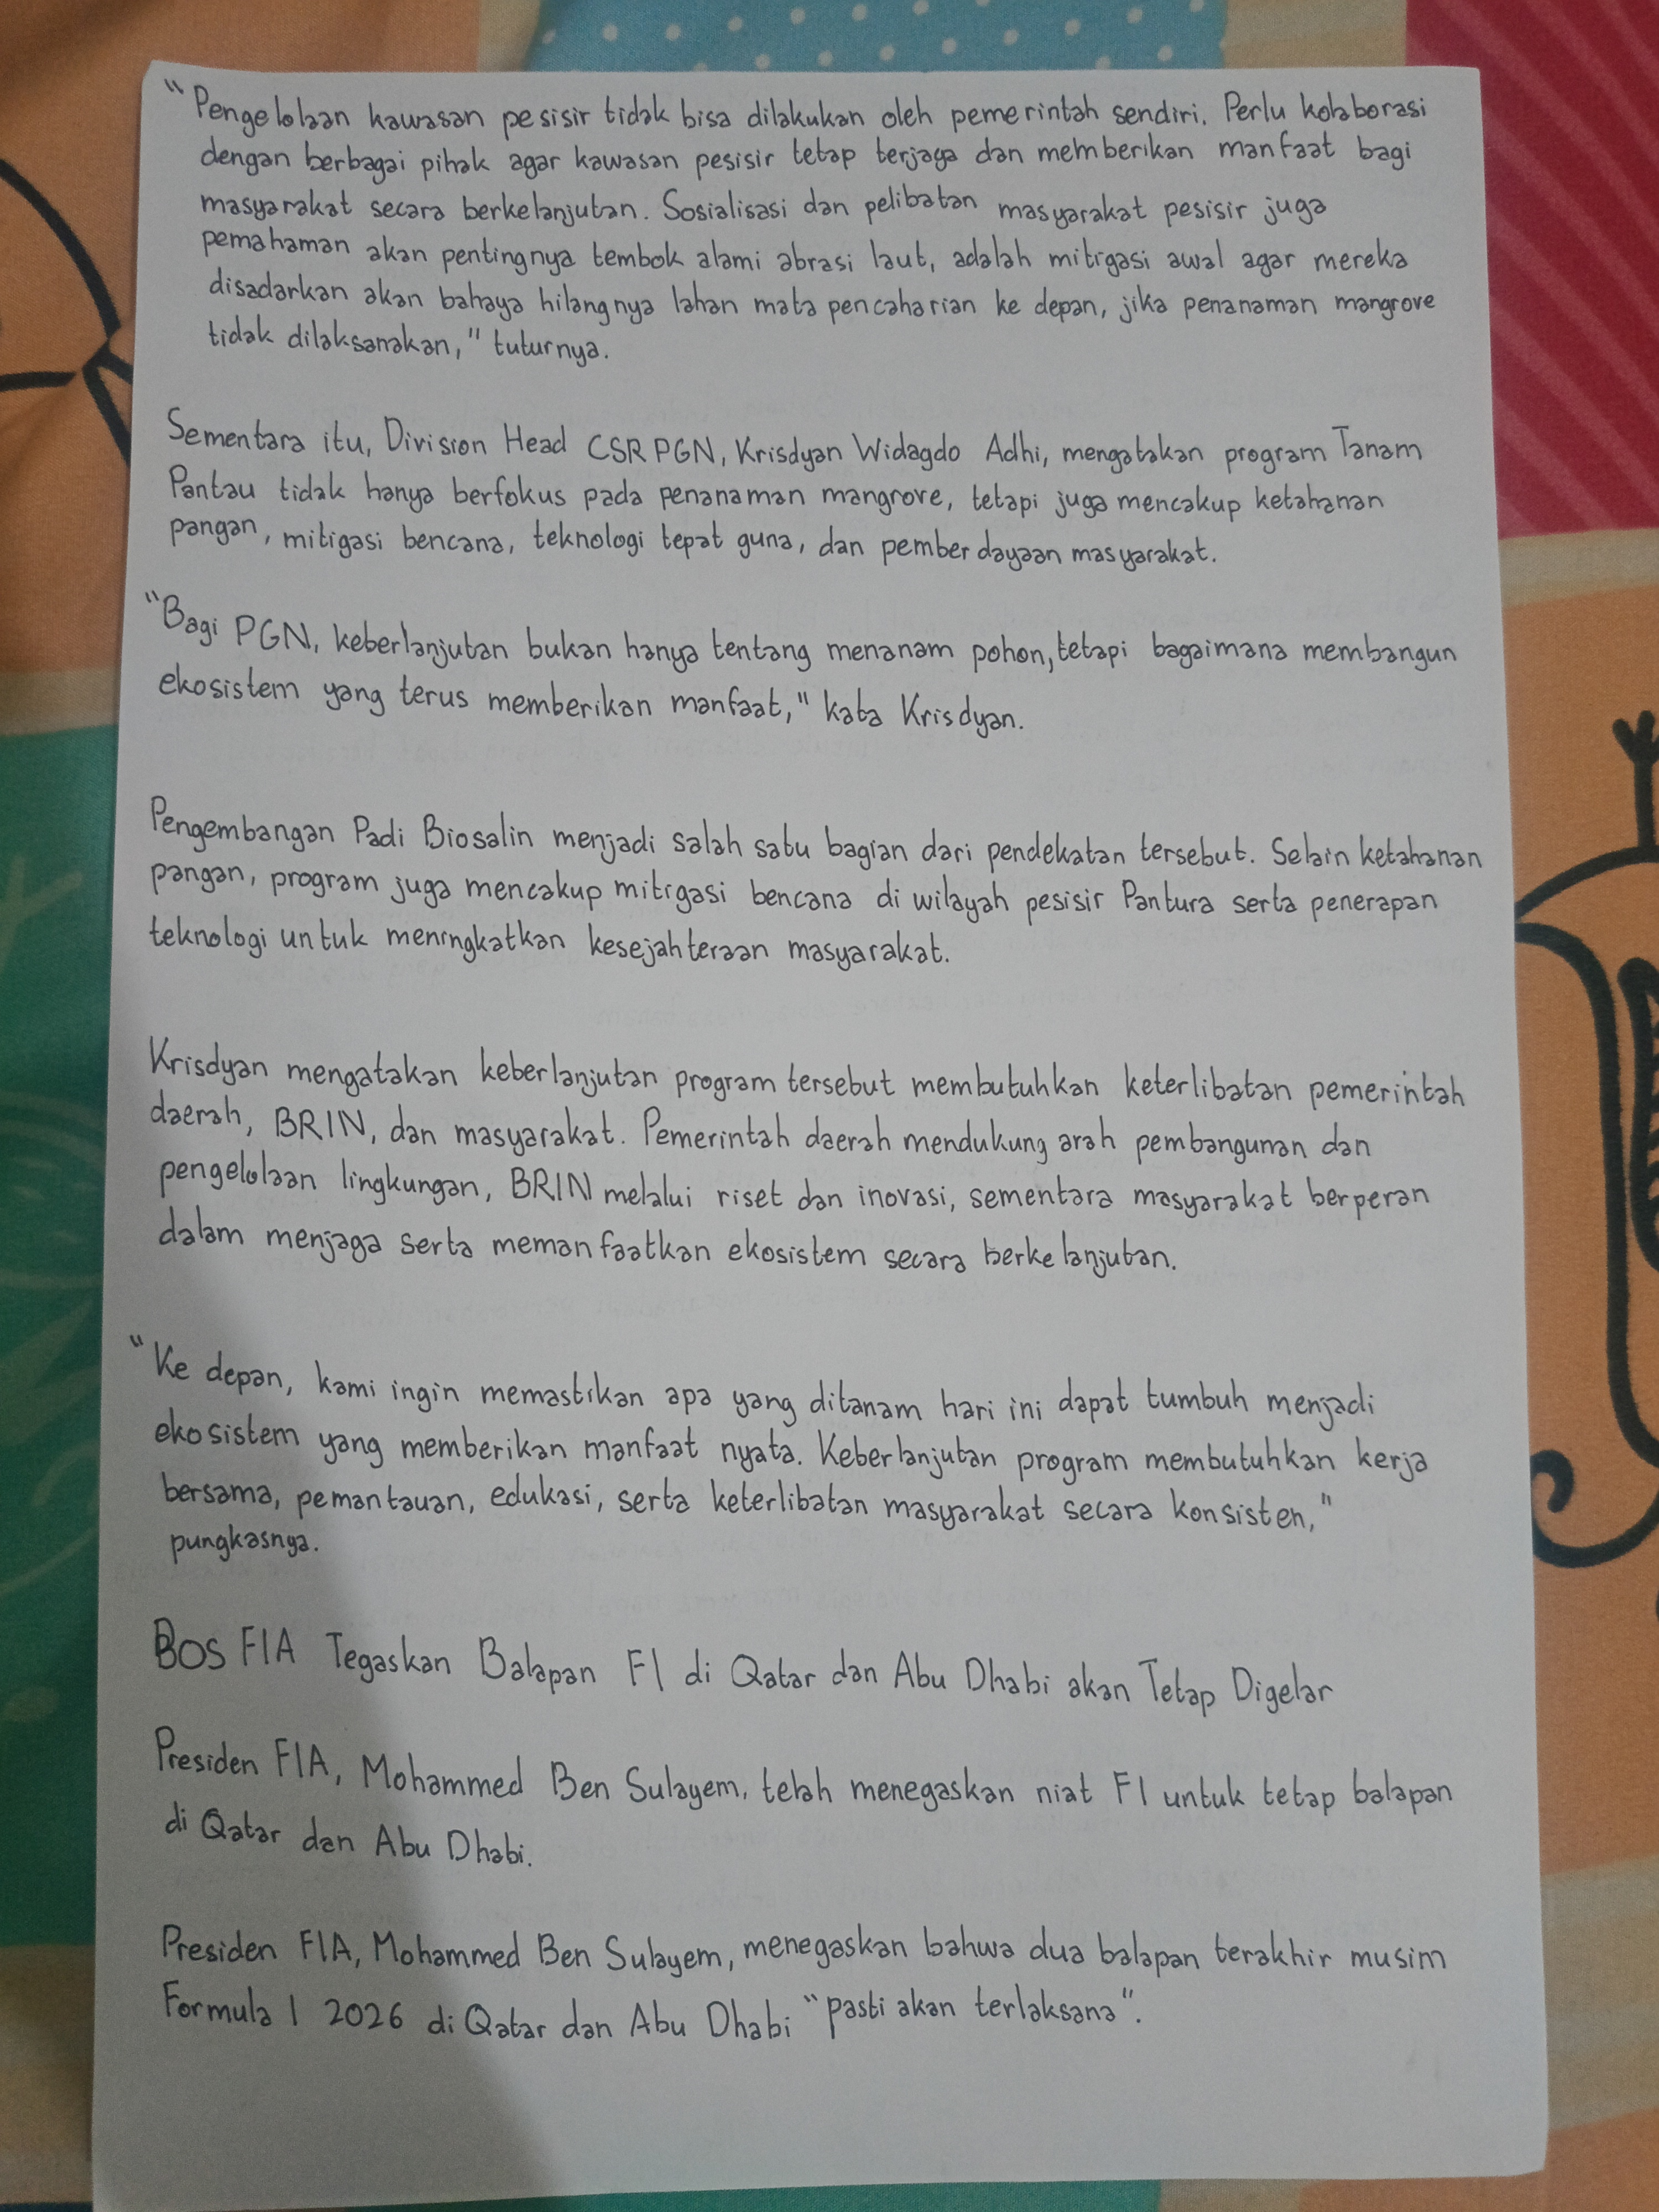 "Pengelolaan kawasan pesisir tidak bisa dilakukan oleh pemerintah sendiri. Perlu kolaborasi
dengan berbagai pihak agar kawasan pesisir tetap terjaga dan memberikan manfaat bagi
masyarakat secara berkelanjutan. Sosialisasi dan pelibatan masyarakat pesisir juga
pemahaman akan pentingnya tembok alami abrasi laut, adalah mitigasi awal agar mereka
disadarkan akan bahaya hilangnya lahan mata pencaharian ke depan, jika penanaman mangrove
tidak dilaksanakan," tuturnya.
Sementara itu, Division Head CSR PGN, Krisdyan Widagdo Adhi, mengatakan program Tanam
Pantau tidak hanya berfokus pada penanaman mangrove, tetapi juga mencakup ketahanan
pangan, mitigasi bencana, teknologi tepat guna, dan pemberdayaan masyarakat.
"Bagi PGN, keberlanjutan bukan hanya tentang menanam pohon, tetapi bagaimana membangun
ekosistem yang terus memberikan manfaat," kata Krisdyan.
Pengembangan Padi Biosalin menjadi salah satu bagian dari pendekatan tersebut. Selain ketahanan
pangan, program juga mencakup mitigasi bencana di wilayah pesisir Pantura serta penerapan
teknologi untuk meningkatkan kesejahteraan masyarakat.
Krisdyan mengatakan keberlanjutan program tersebut membutuhkan keterlibatan pemerintah
daerah, BRIN, dan masyarakat. Pemerintah daerah mendukung arah pembangunan dan
pengelolaan lingkungan, BRIN melalui riset dan inovasi, sementara masyarakat berperan
dalam menjaga serta memanfaatkan ekosistem secara berkelanjutan.
"Ke depan, kami ingin memastikan apa yang ditanam hari ini dapat tumbuh menjadi
ekosistem yang memberikan manfaat nyata. Keberlanjutan program membutuhkan kerja
bersama, pemantauan, edukasi, serta keterlibatan masyarakat secara konsisten,"
pungkasnya.
BOS FIA Tegaskan Balapan F1 di Qatar dan Abu Dhabi akan Tetap Digelar
Presiden FIA, Mohammed Ben Sulayem, telah menegaskan niat F1 untuk tetap balapan
di Qatar dan Abu Dhabi.
Presiden FIA, Mohammed Ben Sulayem, menegaskan bahwa dua balapan terakhir musim
Formula 1 2026 di Qatar dan Abu Dhabi "pasti akan terlaksana".